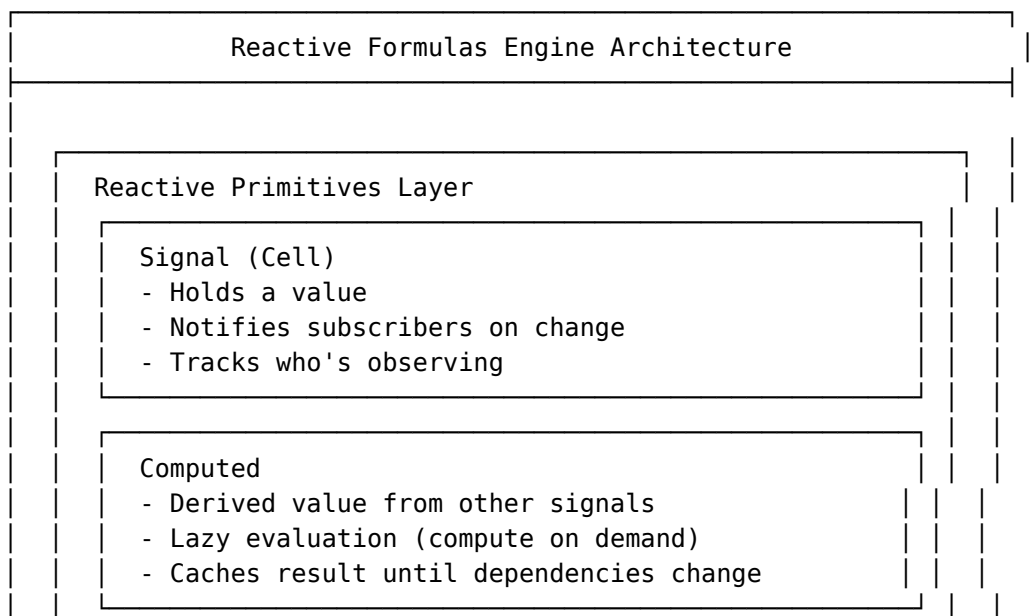 Reactive Formulas Engine Architecture
Reactive Primitives Layer
Signal (Cell)
- Holds a value
- Notifies subscribers on change
- Tracks who's observing
Computed
- Derived value from other signals
- Lazy evaluation (compute on demand)
- Caches result until dependencies change